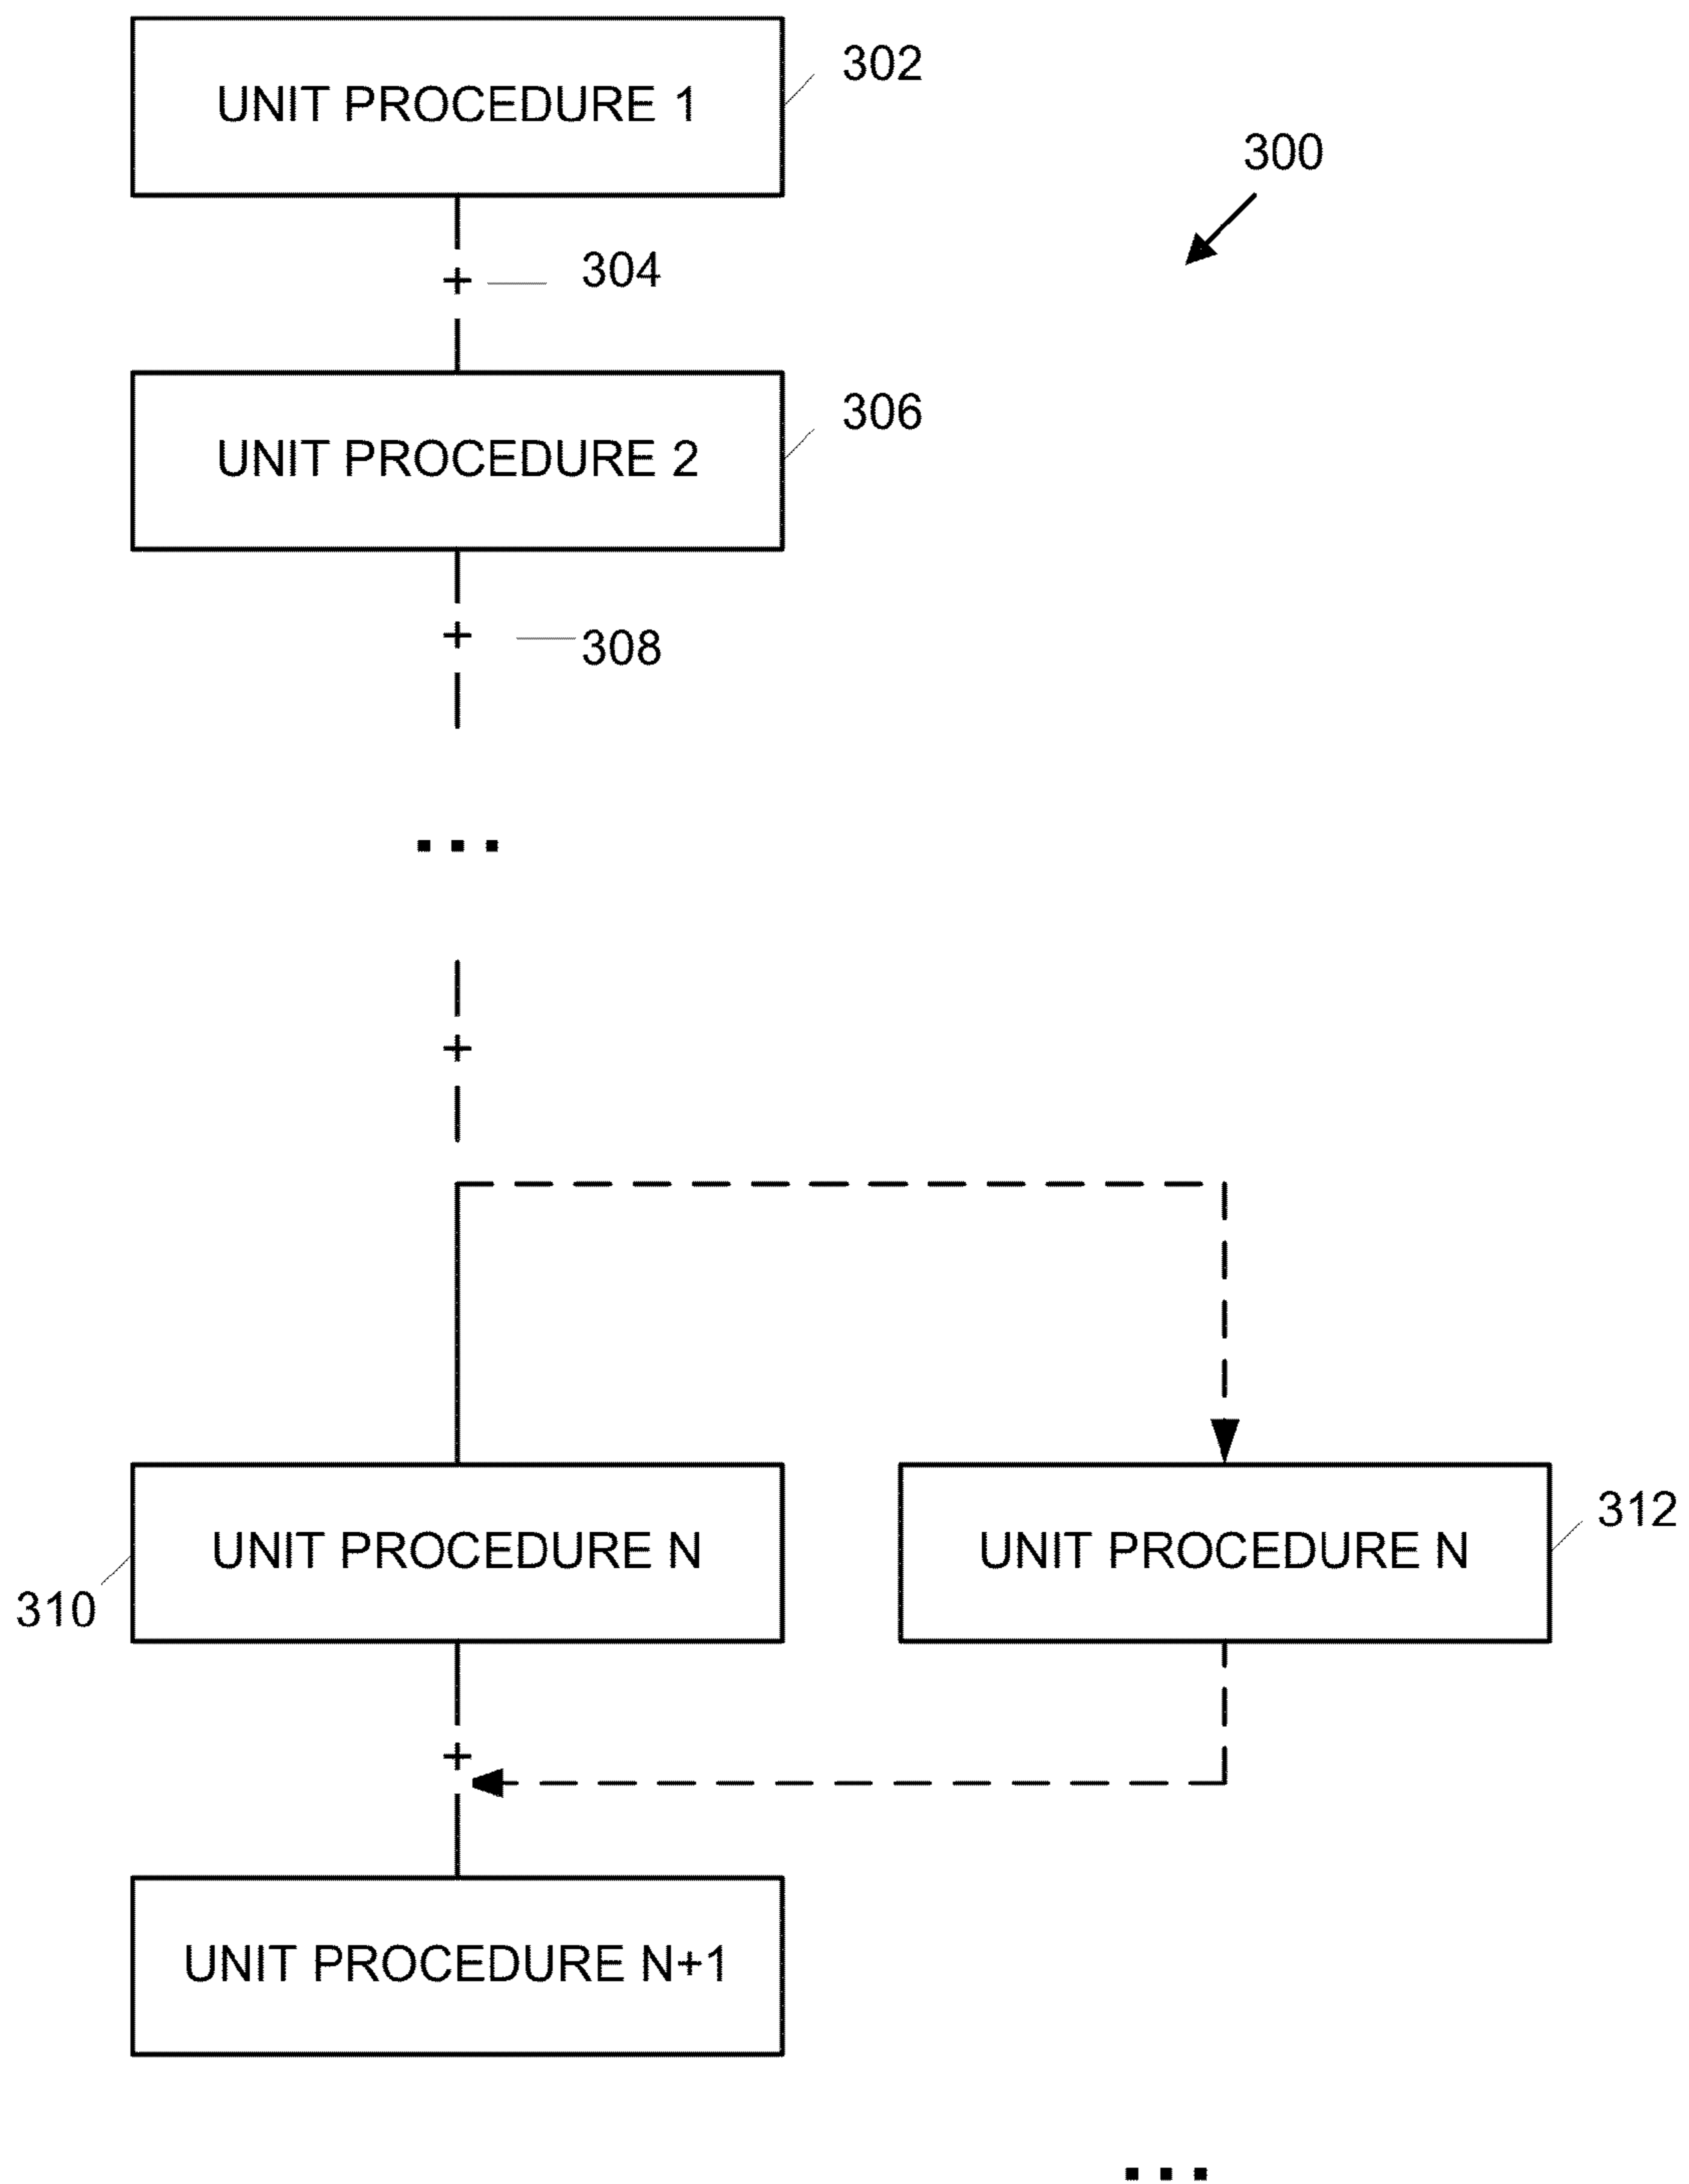 UNIT PROCEDURE 1
302
300
304
UNIT PROCEDURE 2
306
308
...
UNIT PROCEDURE N
310
UNIT PROCEDURE N
312
UNIT PROCEDURE N+1
...